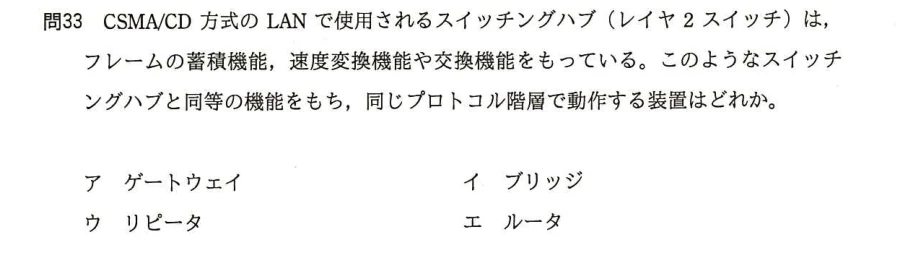 問33 CSMA/CD 方式の LAN で使用されるスイッチングハブ（レイヤ 2 スイッチ）は，
フレームの蓄積機能，速度変換機能や交換機能をもっている。このようなスイッチ
ングハブと同等の機能をもち，同じプロトコル階層で動作する装置はどれか。
ア ゲートウェイ イ ブリッジ
ウ リピータ エ ルータ